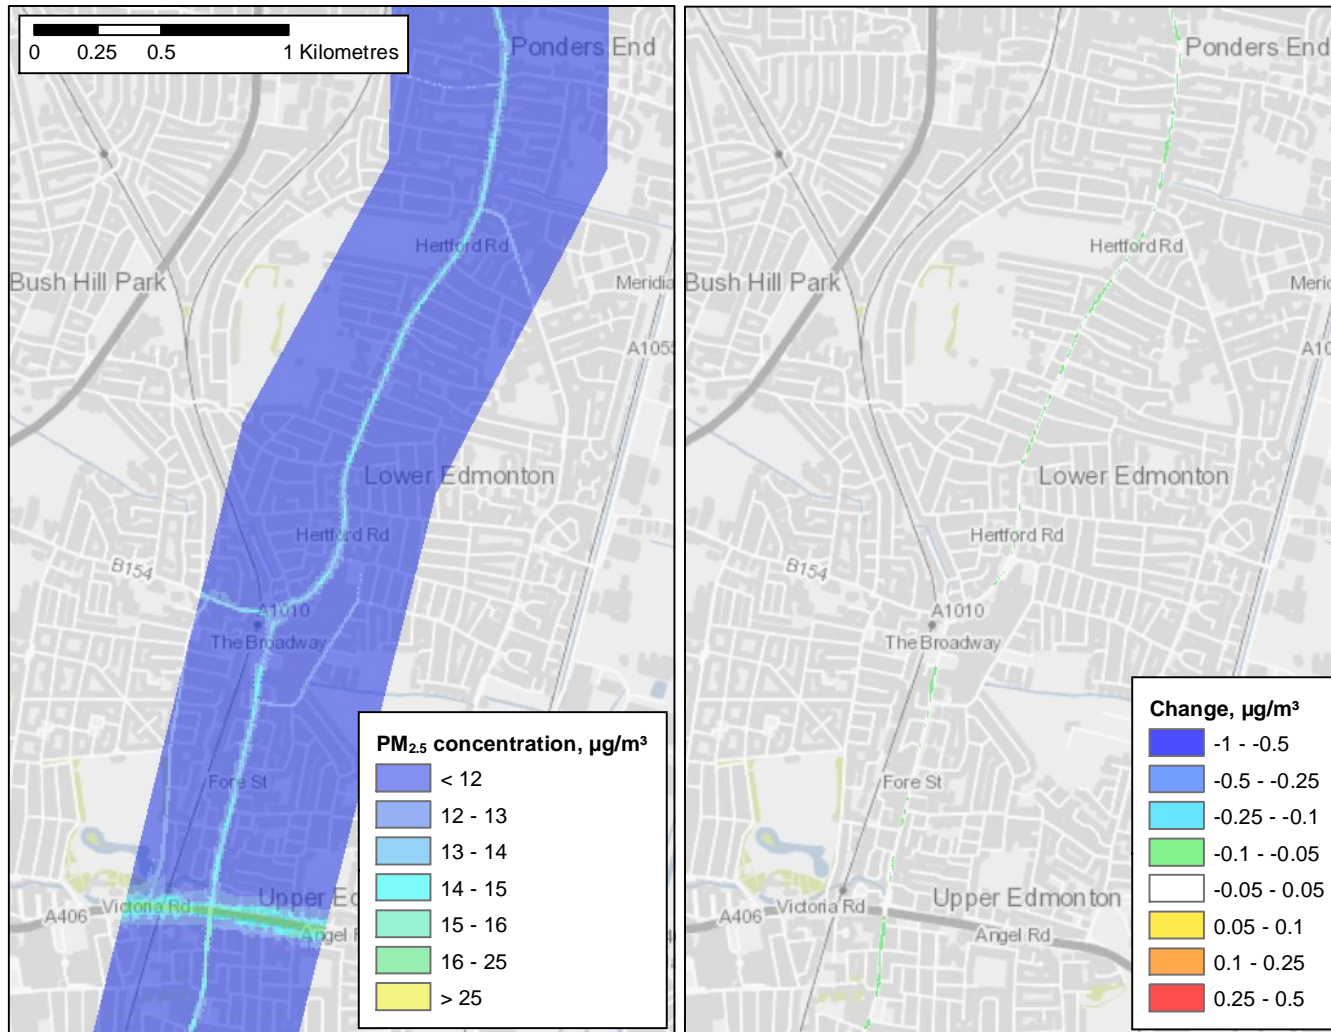 0 0.25 0.5 1 Kilometres
Ponders End
Hertford Rd
Bush Hill Park
Meridia
A1055
Lower Edmonton
Hertford Rd
B154
A1010
The Broadway
Fore St
Upper Ed
Victoria Rd
A406
Angel R
PM2.5 concentration, µg/m³
< 12
12 - 13
13 - 14
14 - 15
15 - 16
16 - 25
> 25
Ponders End
Hertford Rd
Bush Hill Park
Meric
A10
Lower Edmonton
Hertford Rd
B154
A1010
The Broadway
Fore St
Upper Edmonton
Victoria Rd
A406
Angel Rd
Change, µg/m³
-1 - -0.5
-0.5 - -0.25
-0.25 - -0.1
-0.1 - -0.05
-0.05 - 0.05
0.05 - 0.1
0.1 - 0.25
0.25 - 0.5